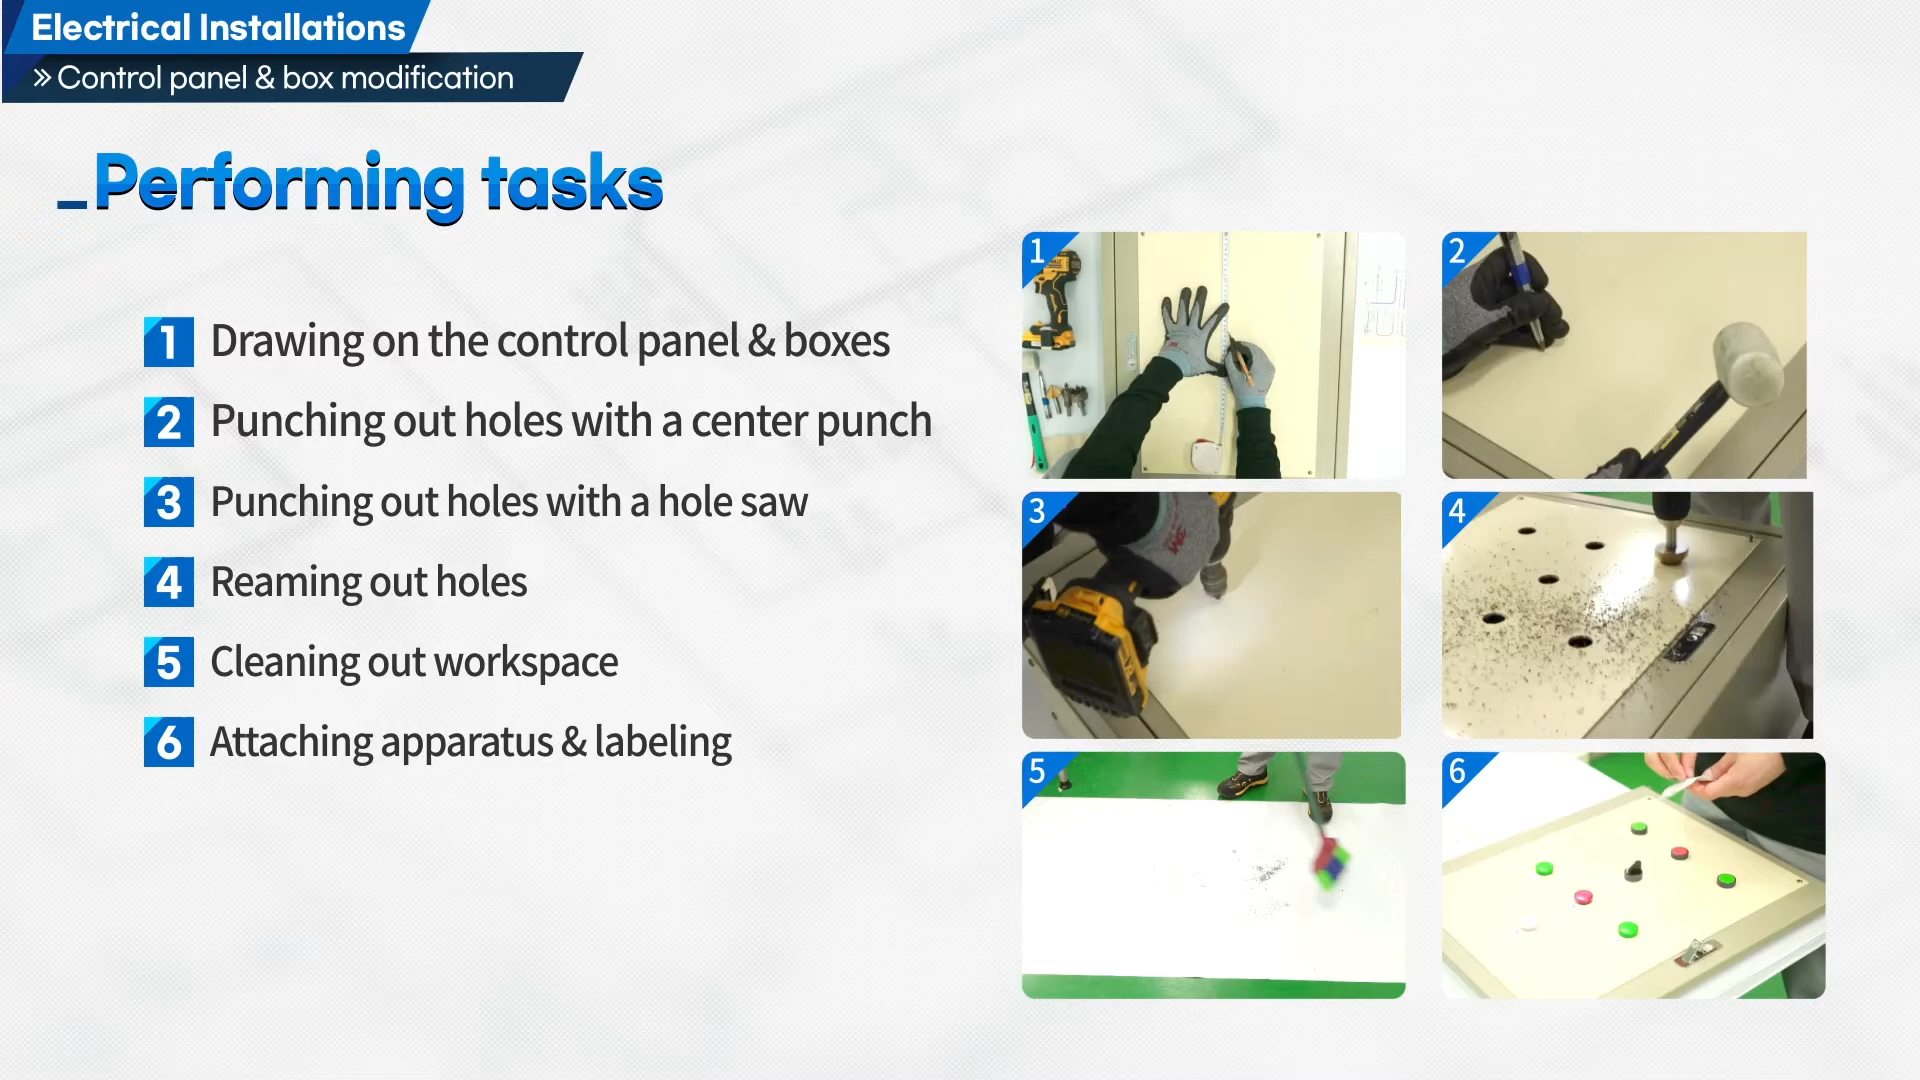 Electrical Installations
» Control panel & box modification
Performing tasks
1 Drawing on the control panel & boxes
2 Punching out holes with a center punch
3 Punching out holes with a hole saw
4 Reaming out holes
5 Cleaning out workspace
6 Attaching apparatus & labeling
1
2
3
4
5
6